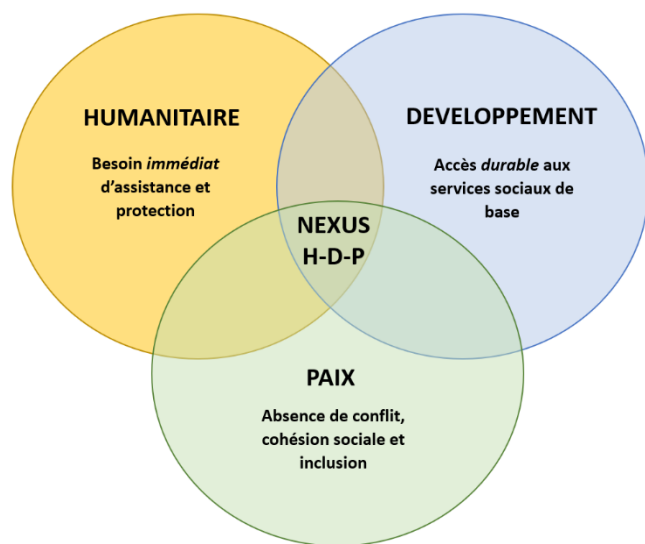 HUMANITAIRE
Besoin immédiat
d’assistance et
protection
DEVELOPPEMENT
Accès durable aux
services sociaux de
base
NEXUS
H-D-P
PAIX
Absence de conflit,
cohésion sociale et
inclusion